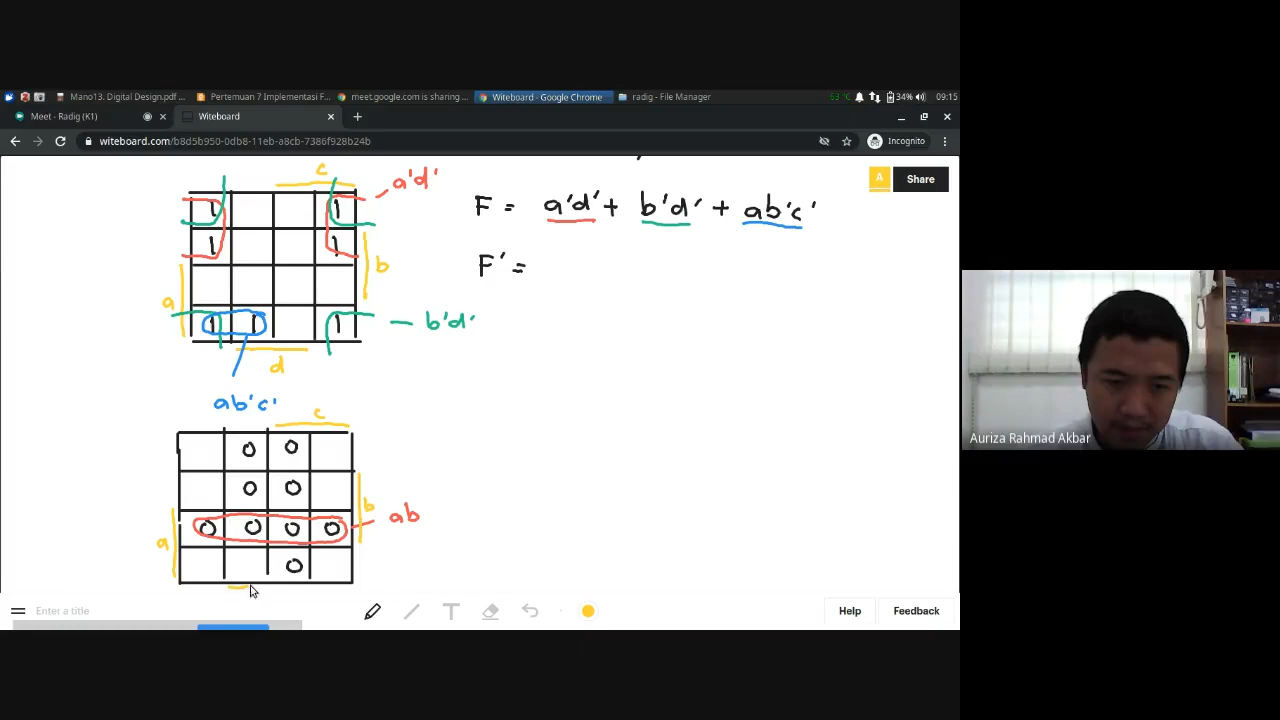 Mano13. Digital Design.pdf ... Pertemuan 7 Implementasi F... meet.google.com is sharing ... Witeboard - Google Chrome radig - File Manager 53 °C 34% 09:15
Meet - Radig (K1) Witeboard
witeboard.com/b8d5b950-0db8-11eb-a8cb-7386f928b24b Incognito
A Share
c a'd'
F = a'd' + b'd' + ab'c'
1 1
1 1 b
F' =
a
1 1 1 b'd'
d
ab'c'
c
0 0
0 0
b
0 0 0 0 ab
a
0
Auriza Rahmad Akbar
Enter a title T Help Feedback